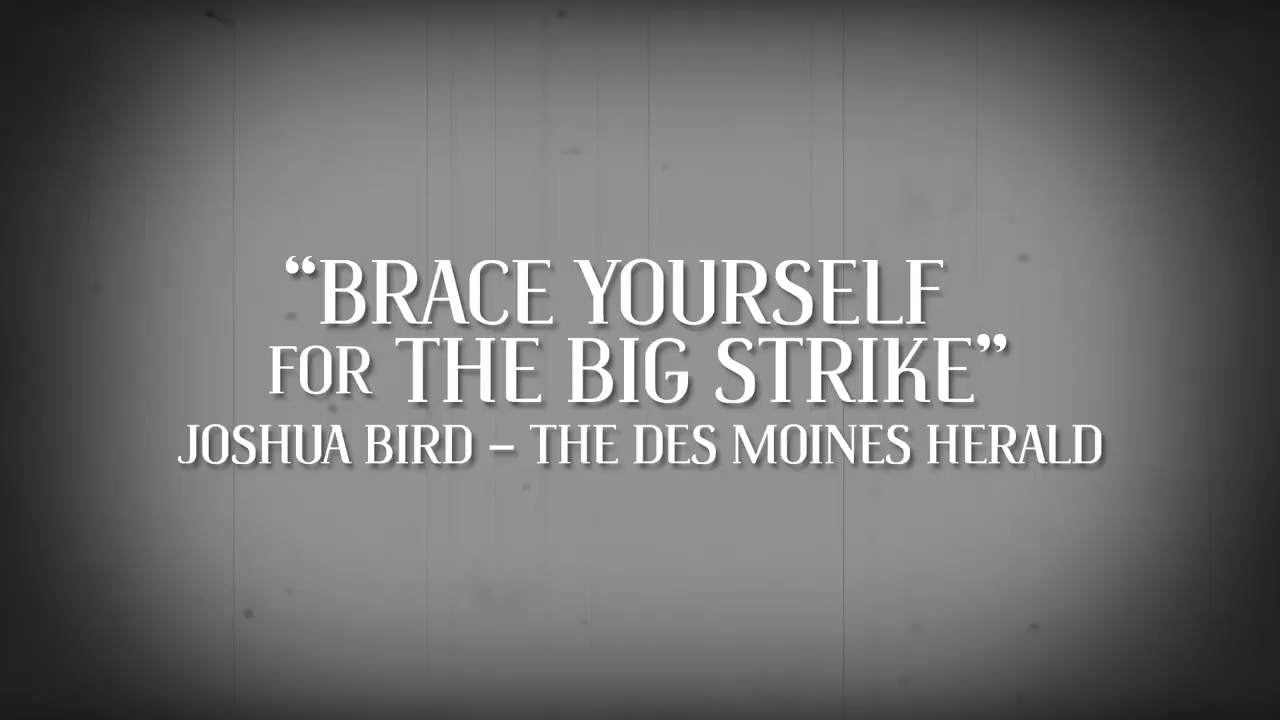 “BRACE YOURSELF
FOR THE BIG STRIKE”
JOSHUA BIRD – THE DES MOINES HERALD